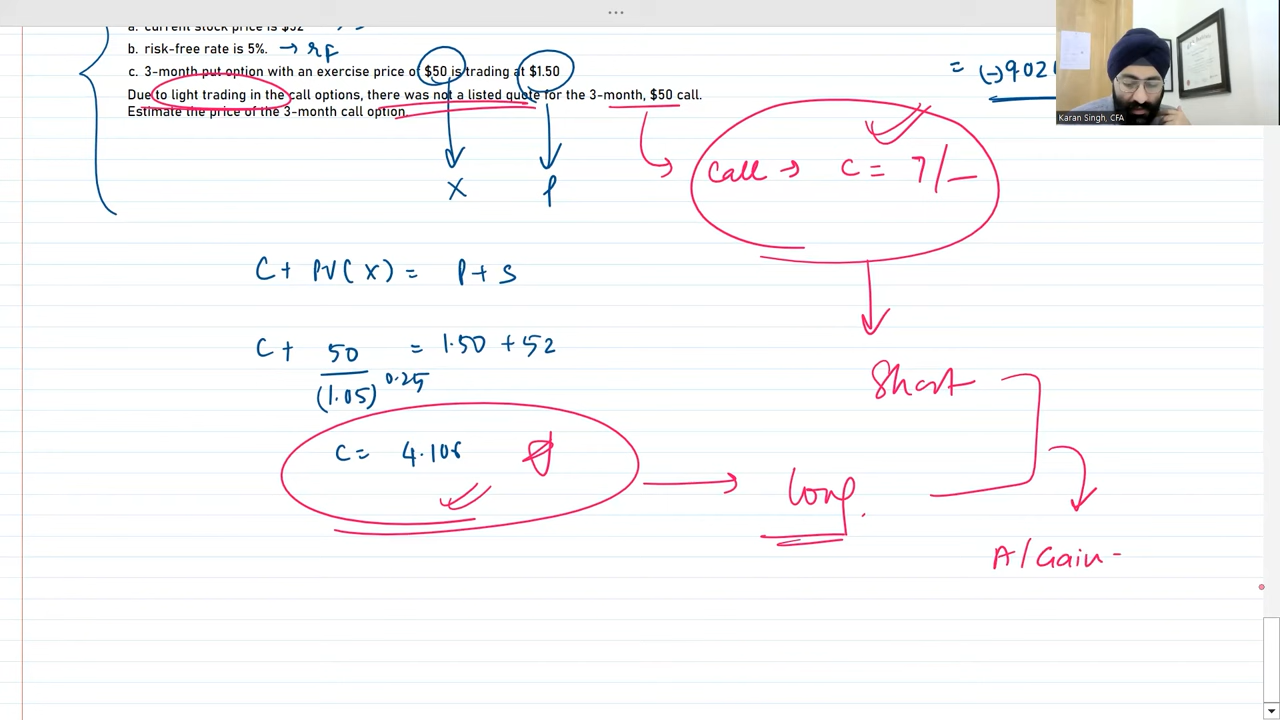 a. current stock price is $52
b. risk-free rate is 5%. → rf
c. 3-month put option with an exercise price of $50 is trading at $1.50
Due to light trading in the call options, there was not a listed quote for the 3-month, $50 call.
Estimate the price of the 3-month call option.
= (-) 902
Karan Singh, CFA
X P
Call → C = 7/—
C + PV(X) = P + S
C + 50 / (1.05)^0.25 = 1.50 + 52
Short
C = 4.106
Long.
A/Gain -